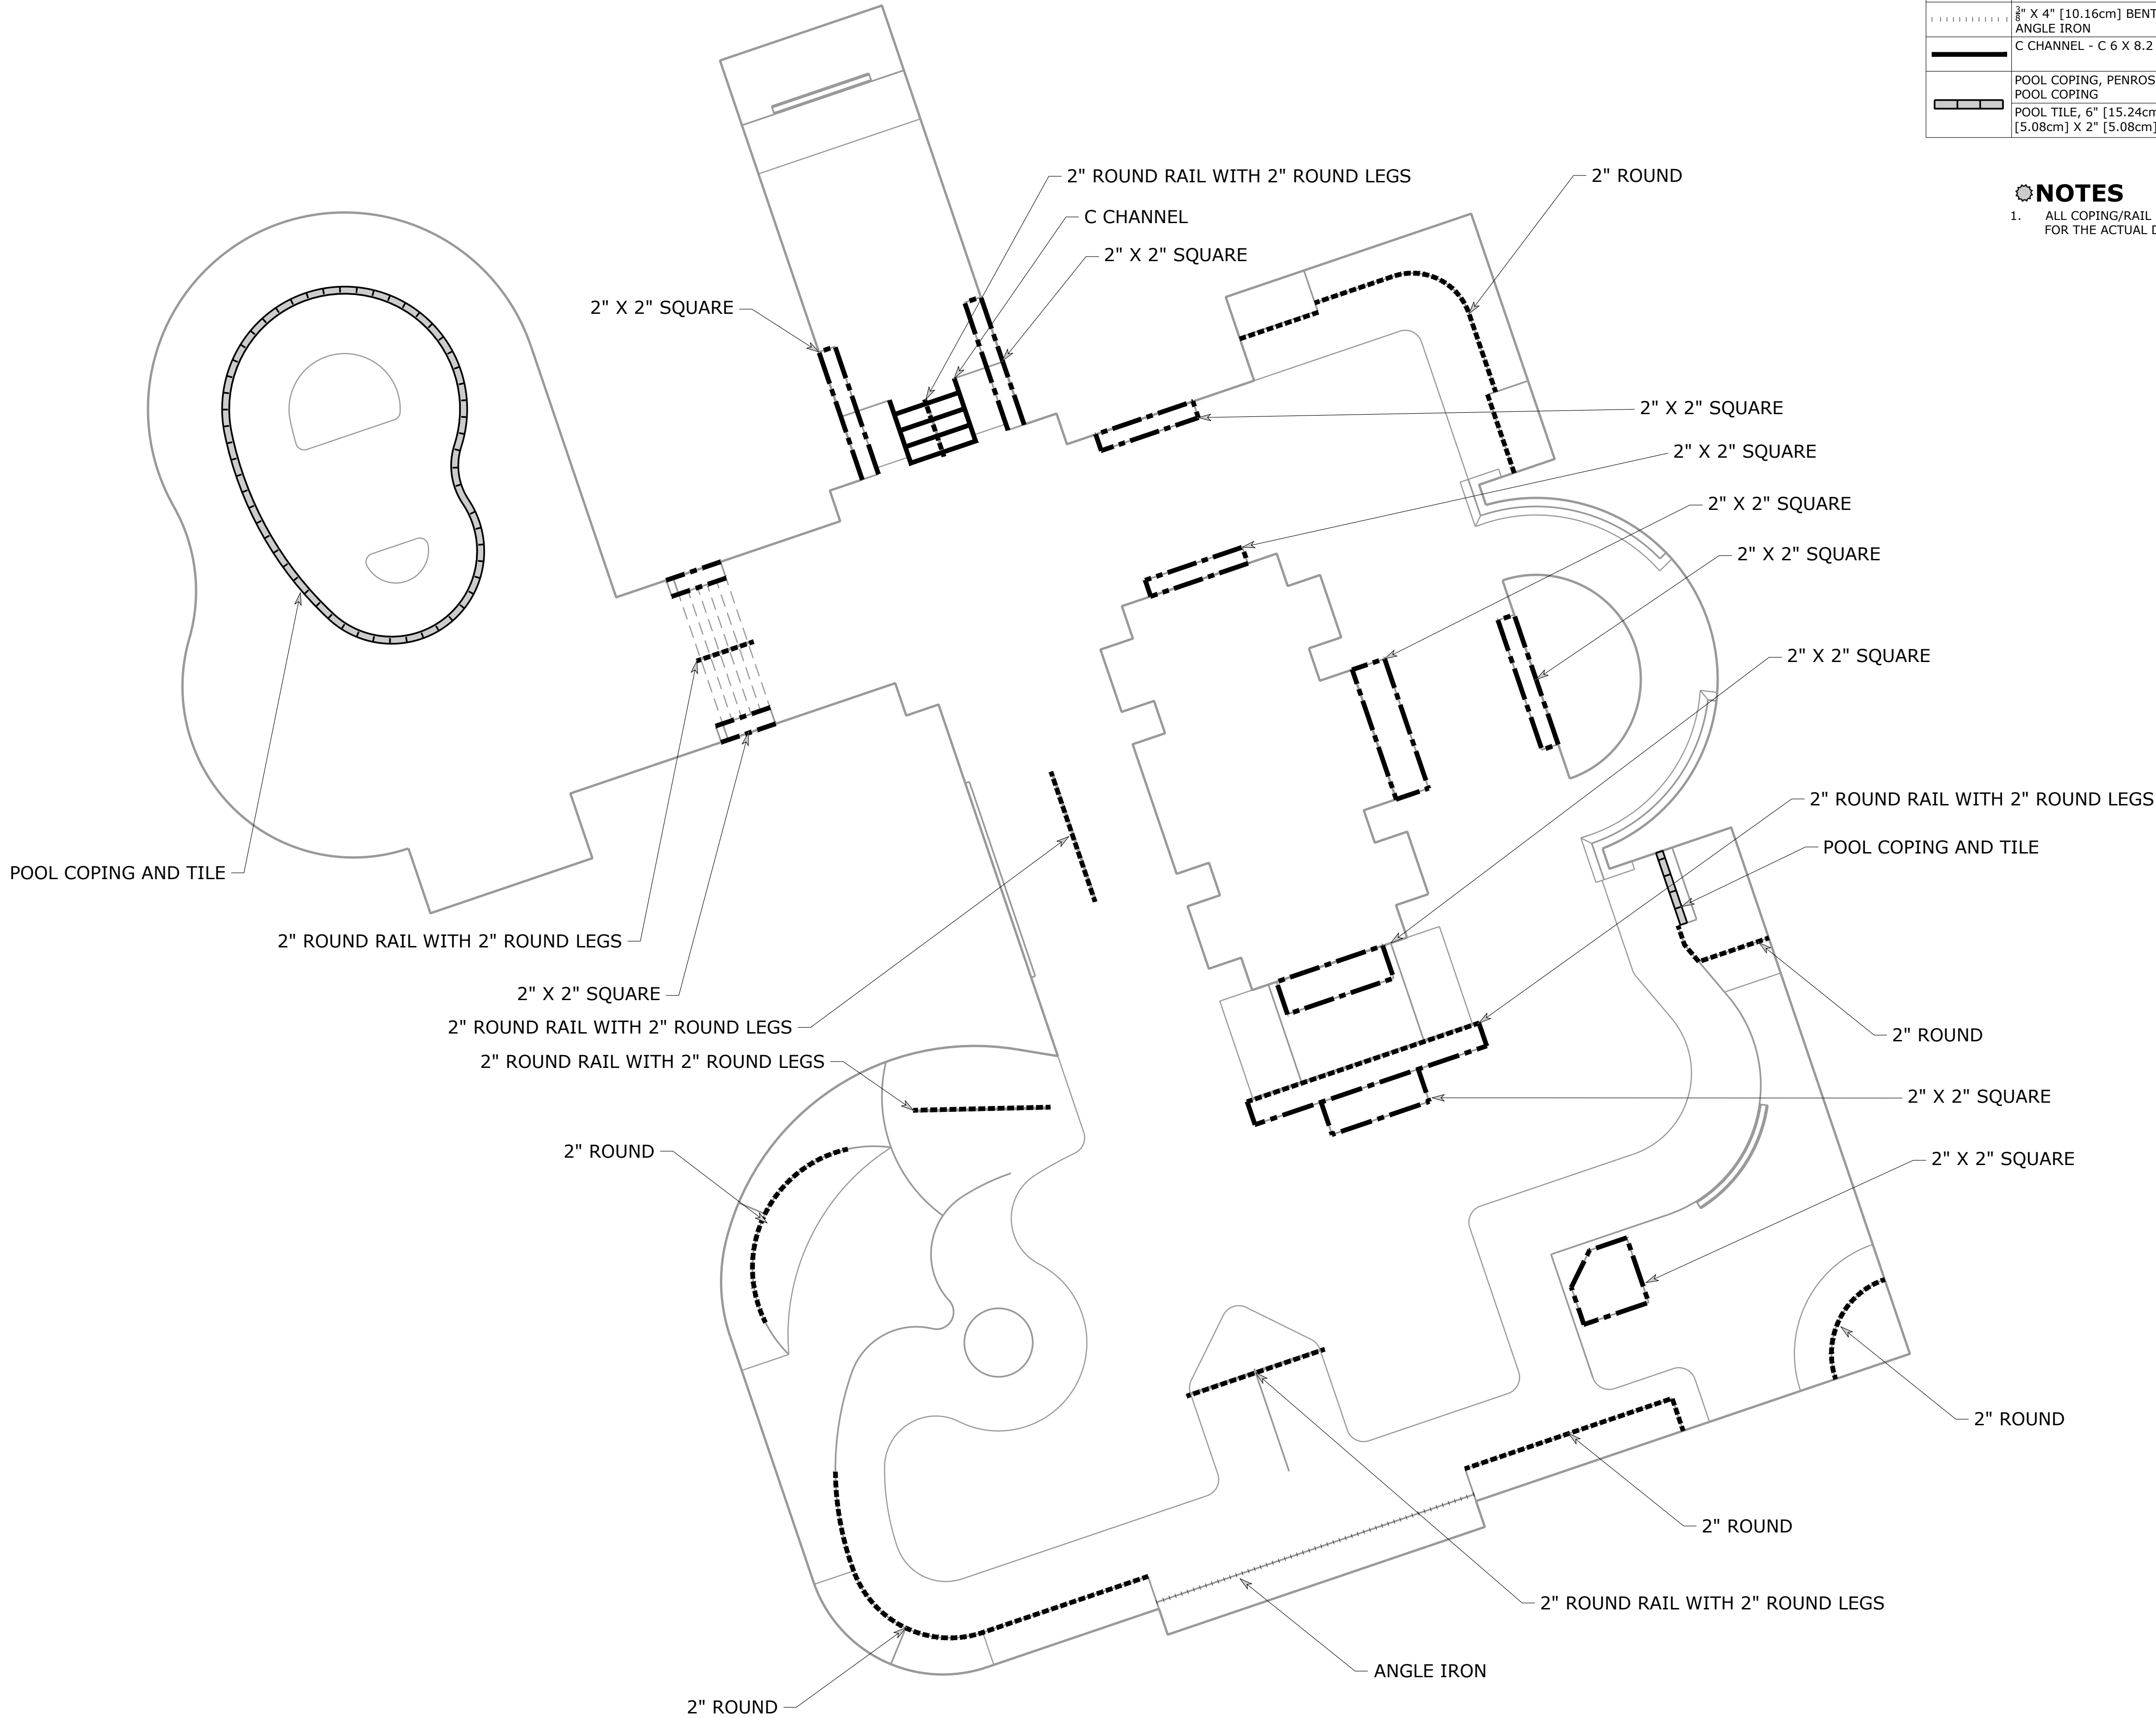 3/8" X 4" [10.16cm] BENT
ANGLE IRON
C CHANNEL - C 6 X 8.2
POOL COPING, PENROS
POOL COPING
POOL TILE, 6" [15.24cm
[5.08cm] X 2" [5.08cm]
NOTES
1. ALL COPING/RAIL
FOR THE ACTUAL D
2" ROUND RAIL WITH 2" ROUND LEGS
2" ROUND
C CHANNEL
2" X 2" SQUARE
2" X 2" SQUARE
2" X 2" SQUARE
2" X 2" SQUARE
2" X 2" SQUARE
2" X 2" SQUARE
2" X 2" SQUARE
2" ROUND RAIL WITH 2" ROUND LEGS
POOL COPING AND TILE
POOL COPING AND TILE
2" ROUND RAIL WITH 2" ROUND LEGS
2" X 2" SQUARE
2" ROUND RAIL WITH 2" ROUND LEGS
2" ROUND
2" ROUND RAIL WITH 2" ROUND LEGS
2" X 2" SQUARE
2" ROUND
2" X 2" SQUARE
2" ROUND
2" ROUND
2" ROUND RAIL WITH 2" ROUND LEGS
ANGLE IRON
2" ROUND